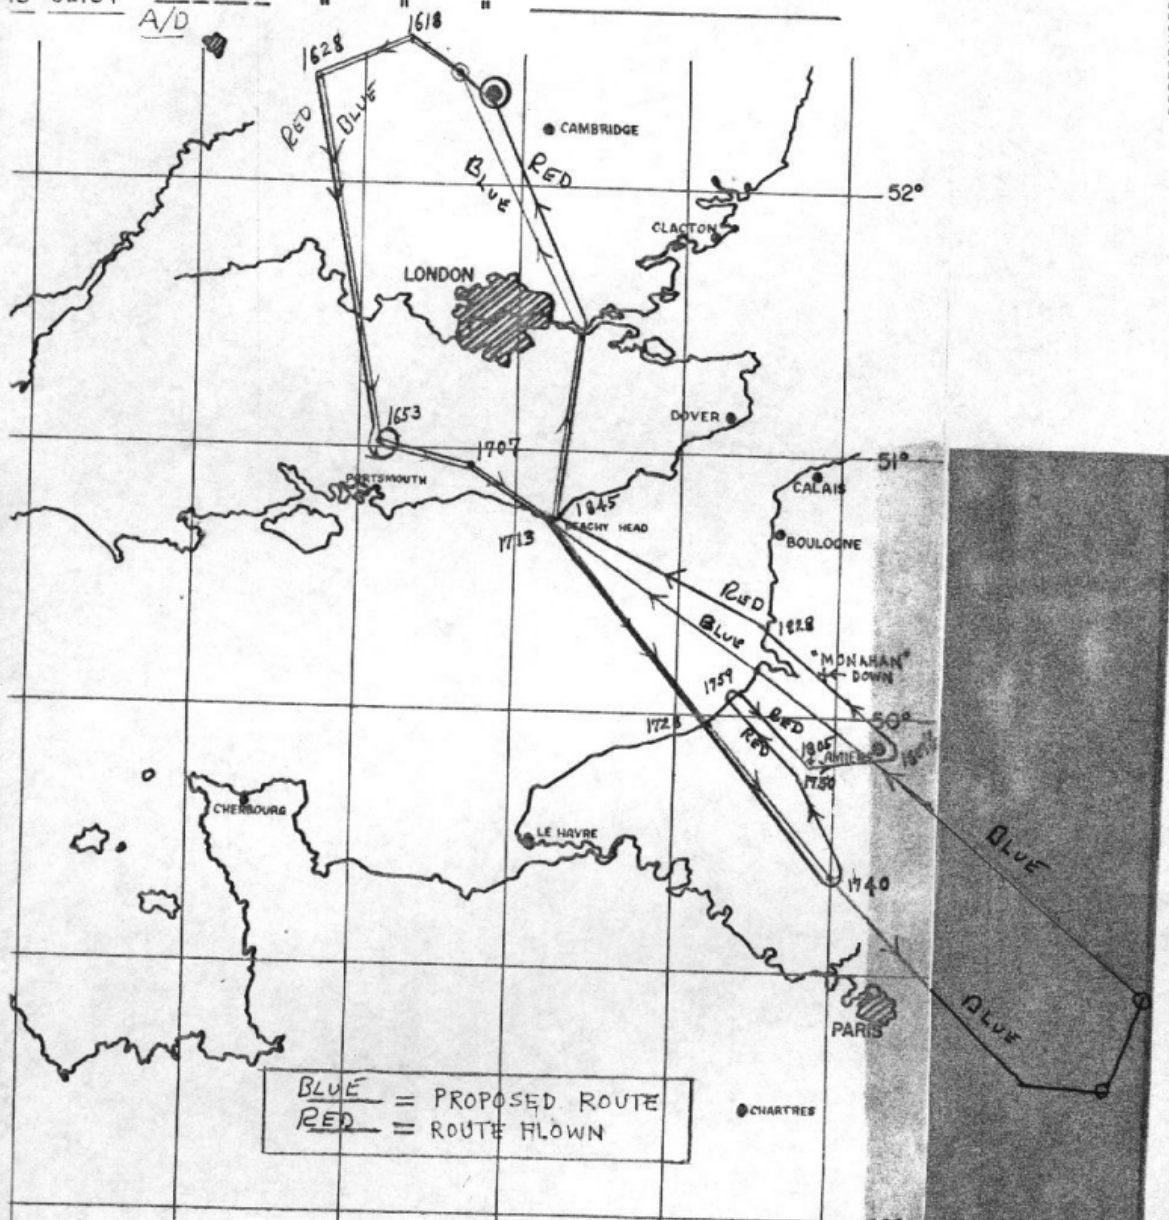 A/D
1618
1628
RED
BLUE
CAMBRIDGE
RED
BLUE
52°
CLACTON
LONDON
DOVER
1653
1707
51°
PORTSMOUTH
CALAIS
1845
BEACHY HEAD
1713
BOULOGNE
RED
BLUE
1828
"MONAHAN"
DOWN
1759
50°
1723
RED
RED
1805
AMIENS
1750
CHERBOURG
LE HAVRE
BLUE
1740
BLUE
PARIS
BLUE = PROPOSED ROUTE
RED = ROUTE FLOWN
CHARTRES